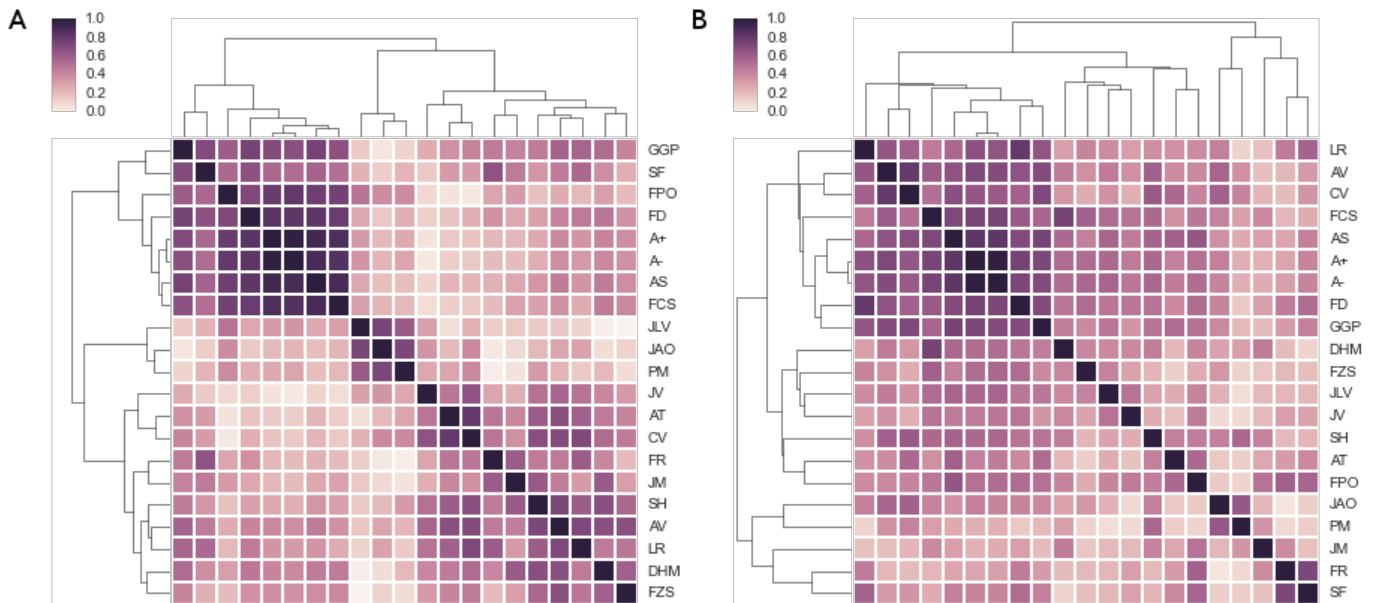 A
1.0
0.8
0.6
0.4
0.2
0.0
GGP
SF
FPO
FD
A+
A-
AS
FCS
JLV
JAO
PM
JV
AT
CV
FR
JM
SH
AV
LR
DHM
FZS
B
1.0
0.8
0.6
0.4
0.2
0.0
LR
AV
CV
FCS
AS
A+
A-
FD
GGP
DHM
FZS
JLV
JV
SH
AT
FPO
JAO
PM
JM
FR
SF